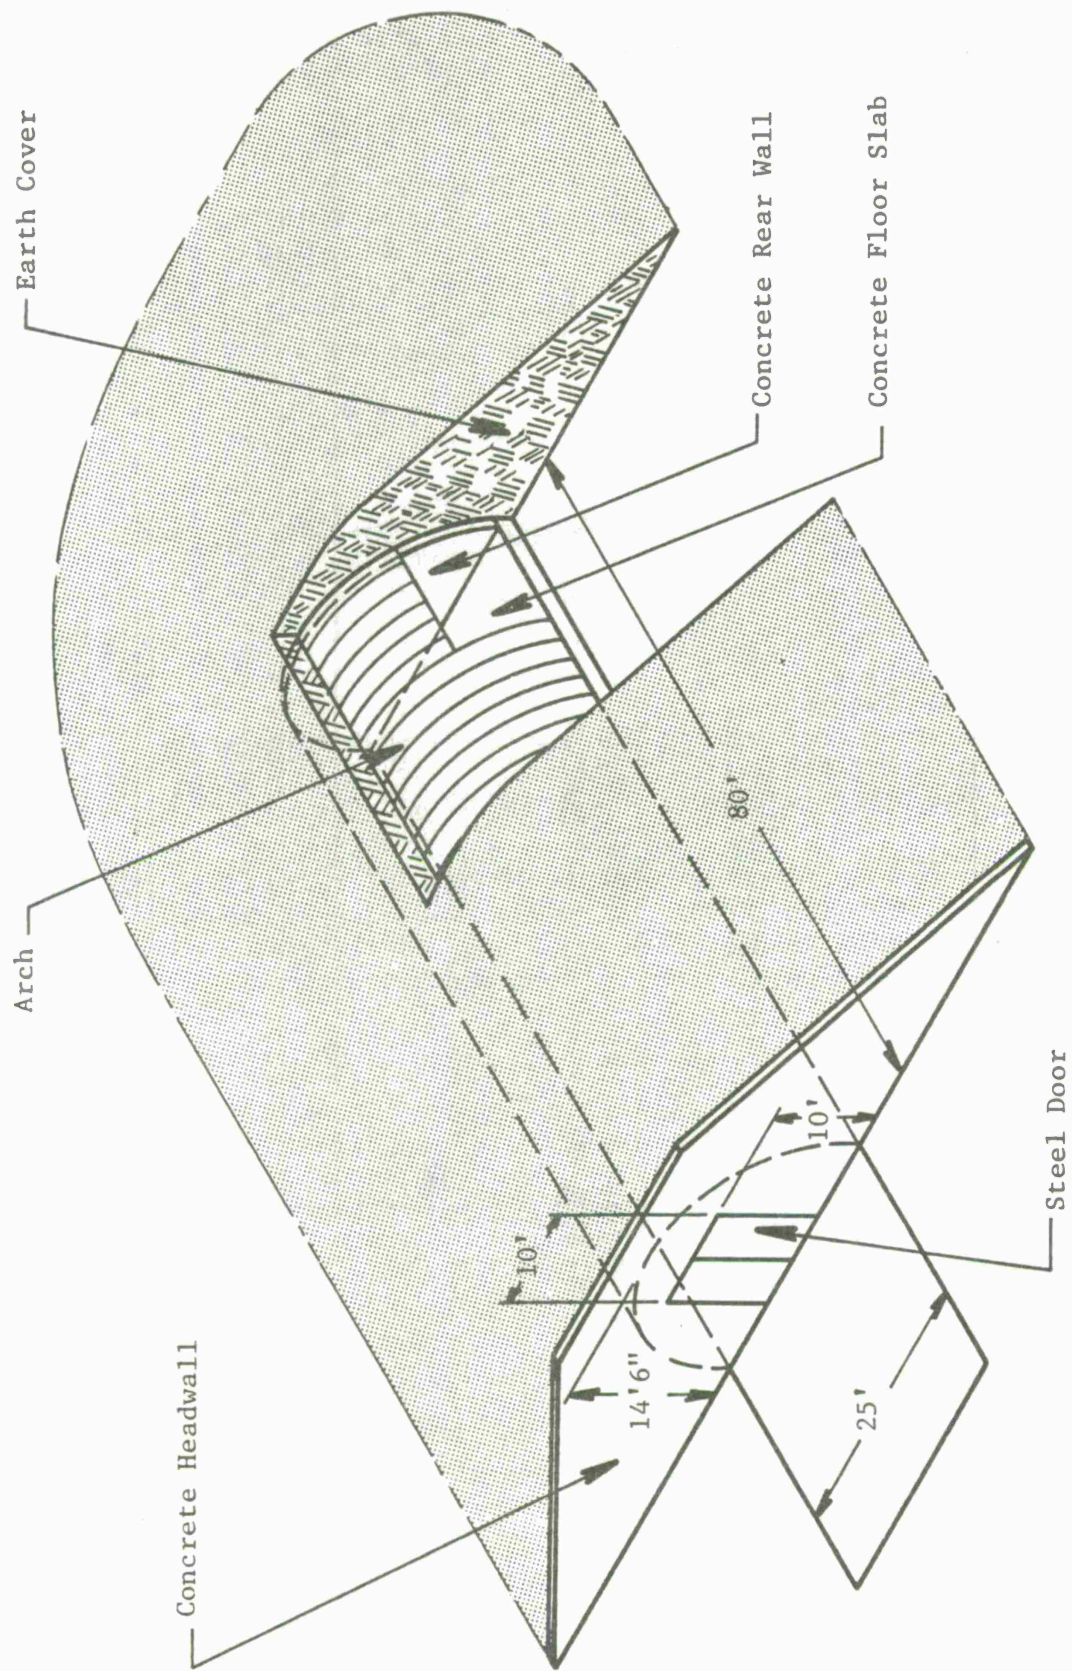 Earth Cover
Concrete Rear Wall
Concrete Floor Slab
Arch
80'
10'
Steel Door
10'
14'6"
25'
Concrete Headwall